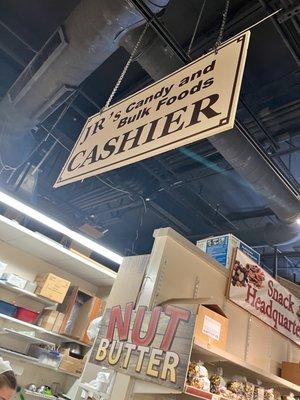 JR's Candy and
Bulk Foods
CASHIER
Snack
Headquarters
NUT
BUTTER